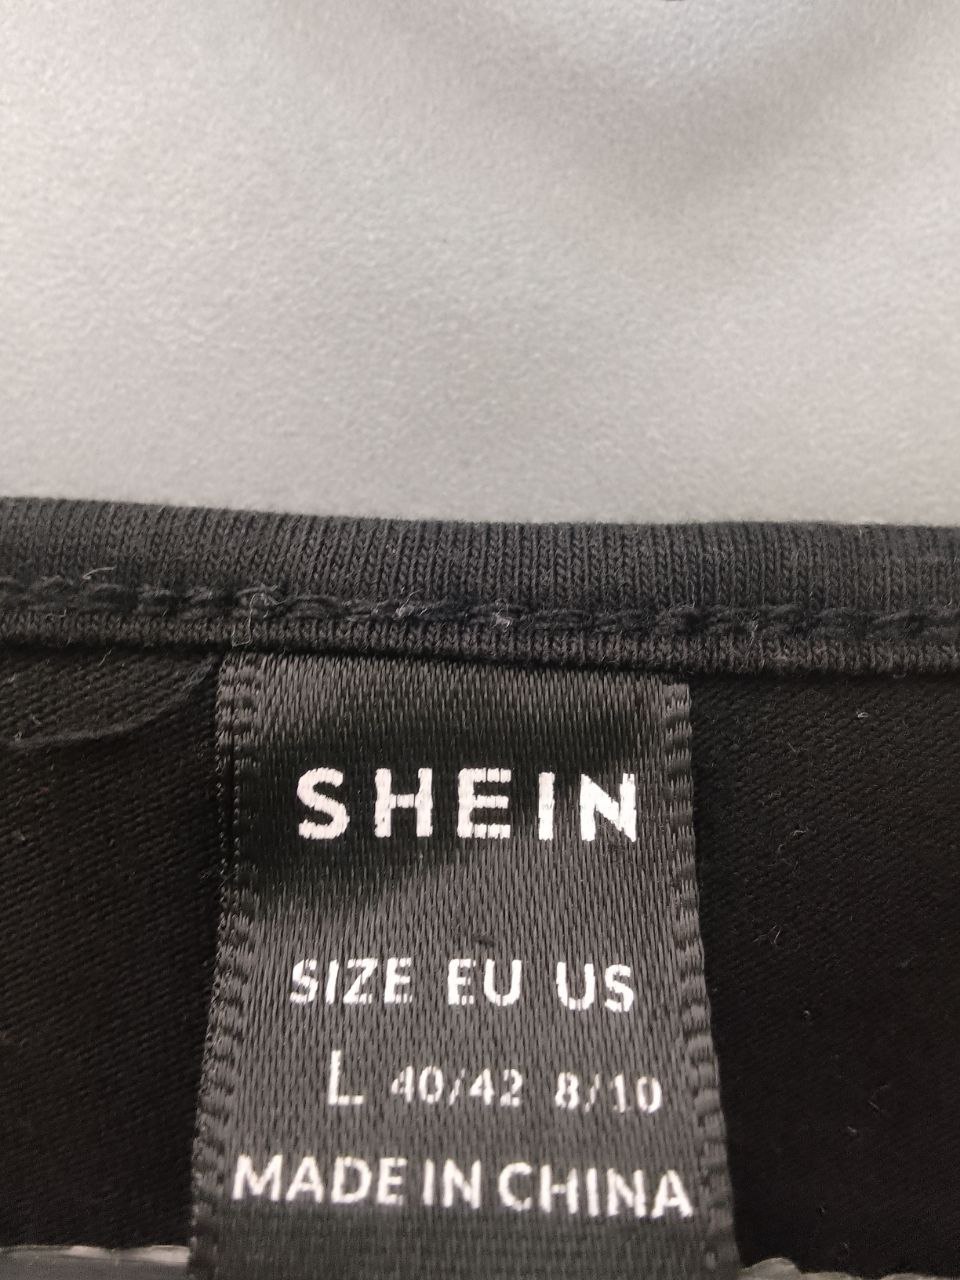 SHEIN
SIZE EU US
L 40/42 8/10
MADE IN CHINA